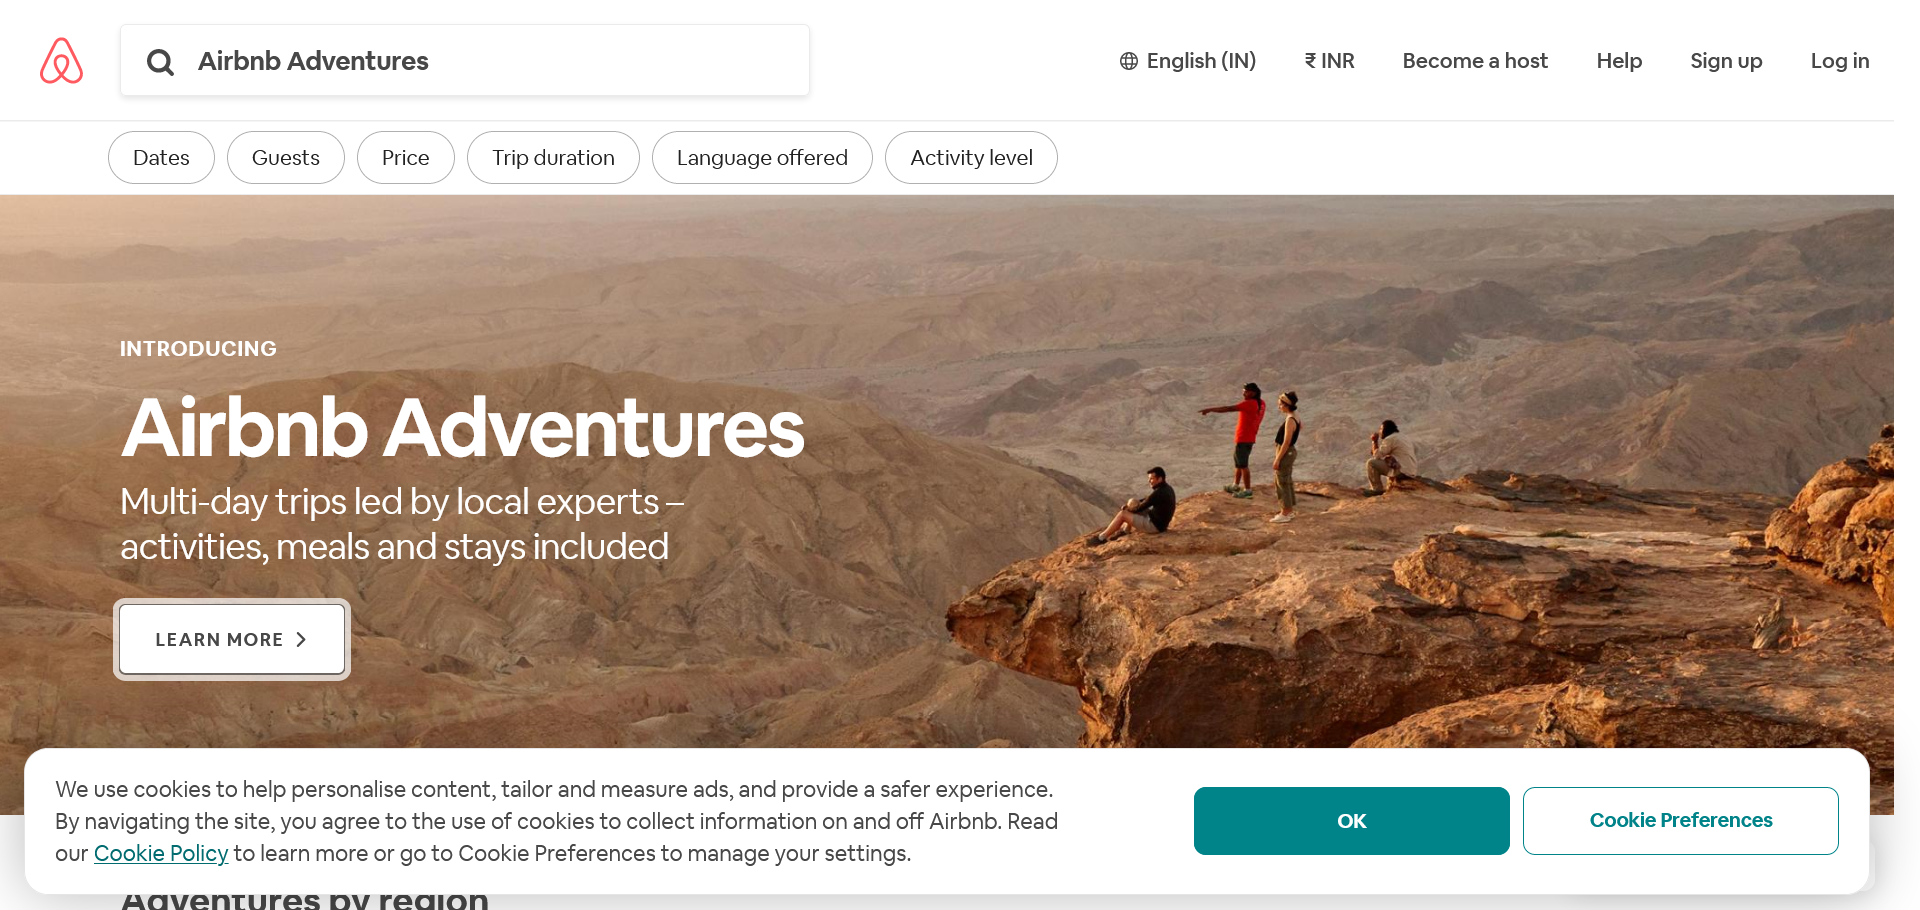 Airbnb Adventures
English (IN)
₹ INR
Become a host
Help
Sign up
Log in
Dates
Guests
Price
Trip duration
Language offered
Activity level
INTRODUCING
Airbnb Adventures
Multi-day trips led by local experts –
activities, meals and stays included
LEARN MORE
We use cookies to help personalise content, tailor and measure ads, and provide a safer experience.
By navigating the site, you agree to the use of cookies to collect information on and off Airbnb. Read
our Cookie Policy to learn more or go to Cookie Preferences to manage your settings.
OK
Cookie Preferences
Adventures by region